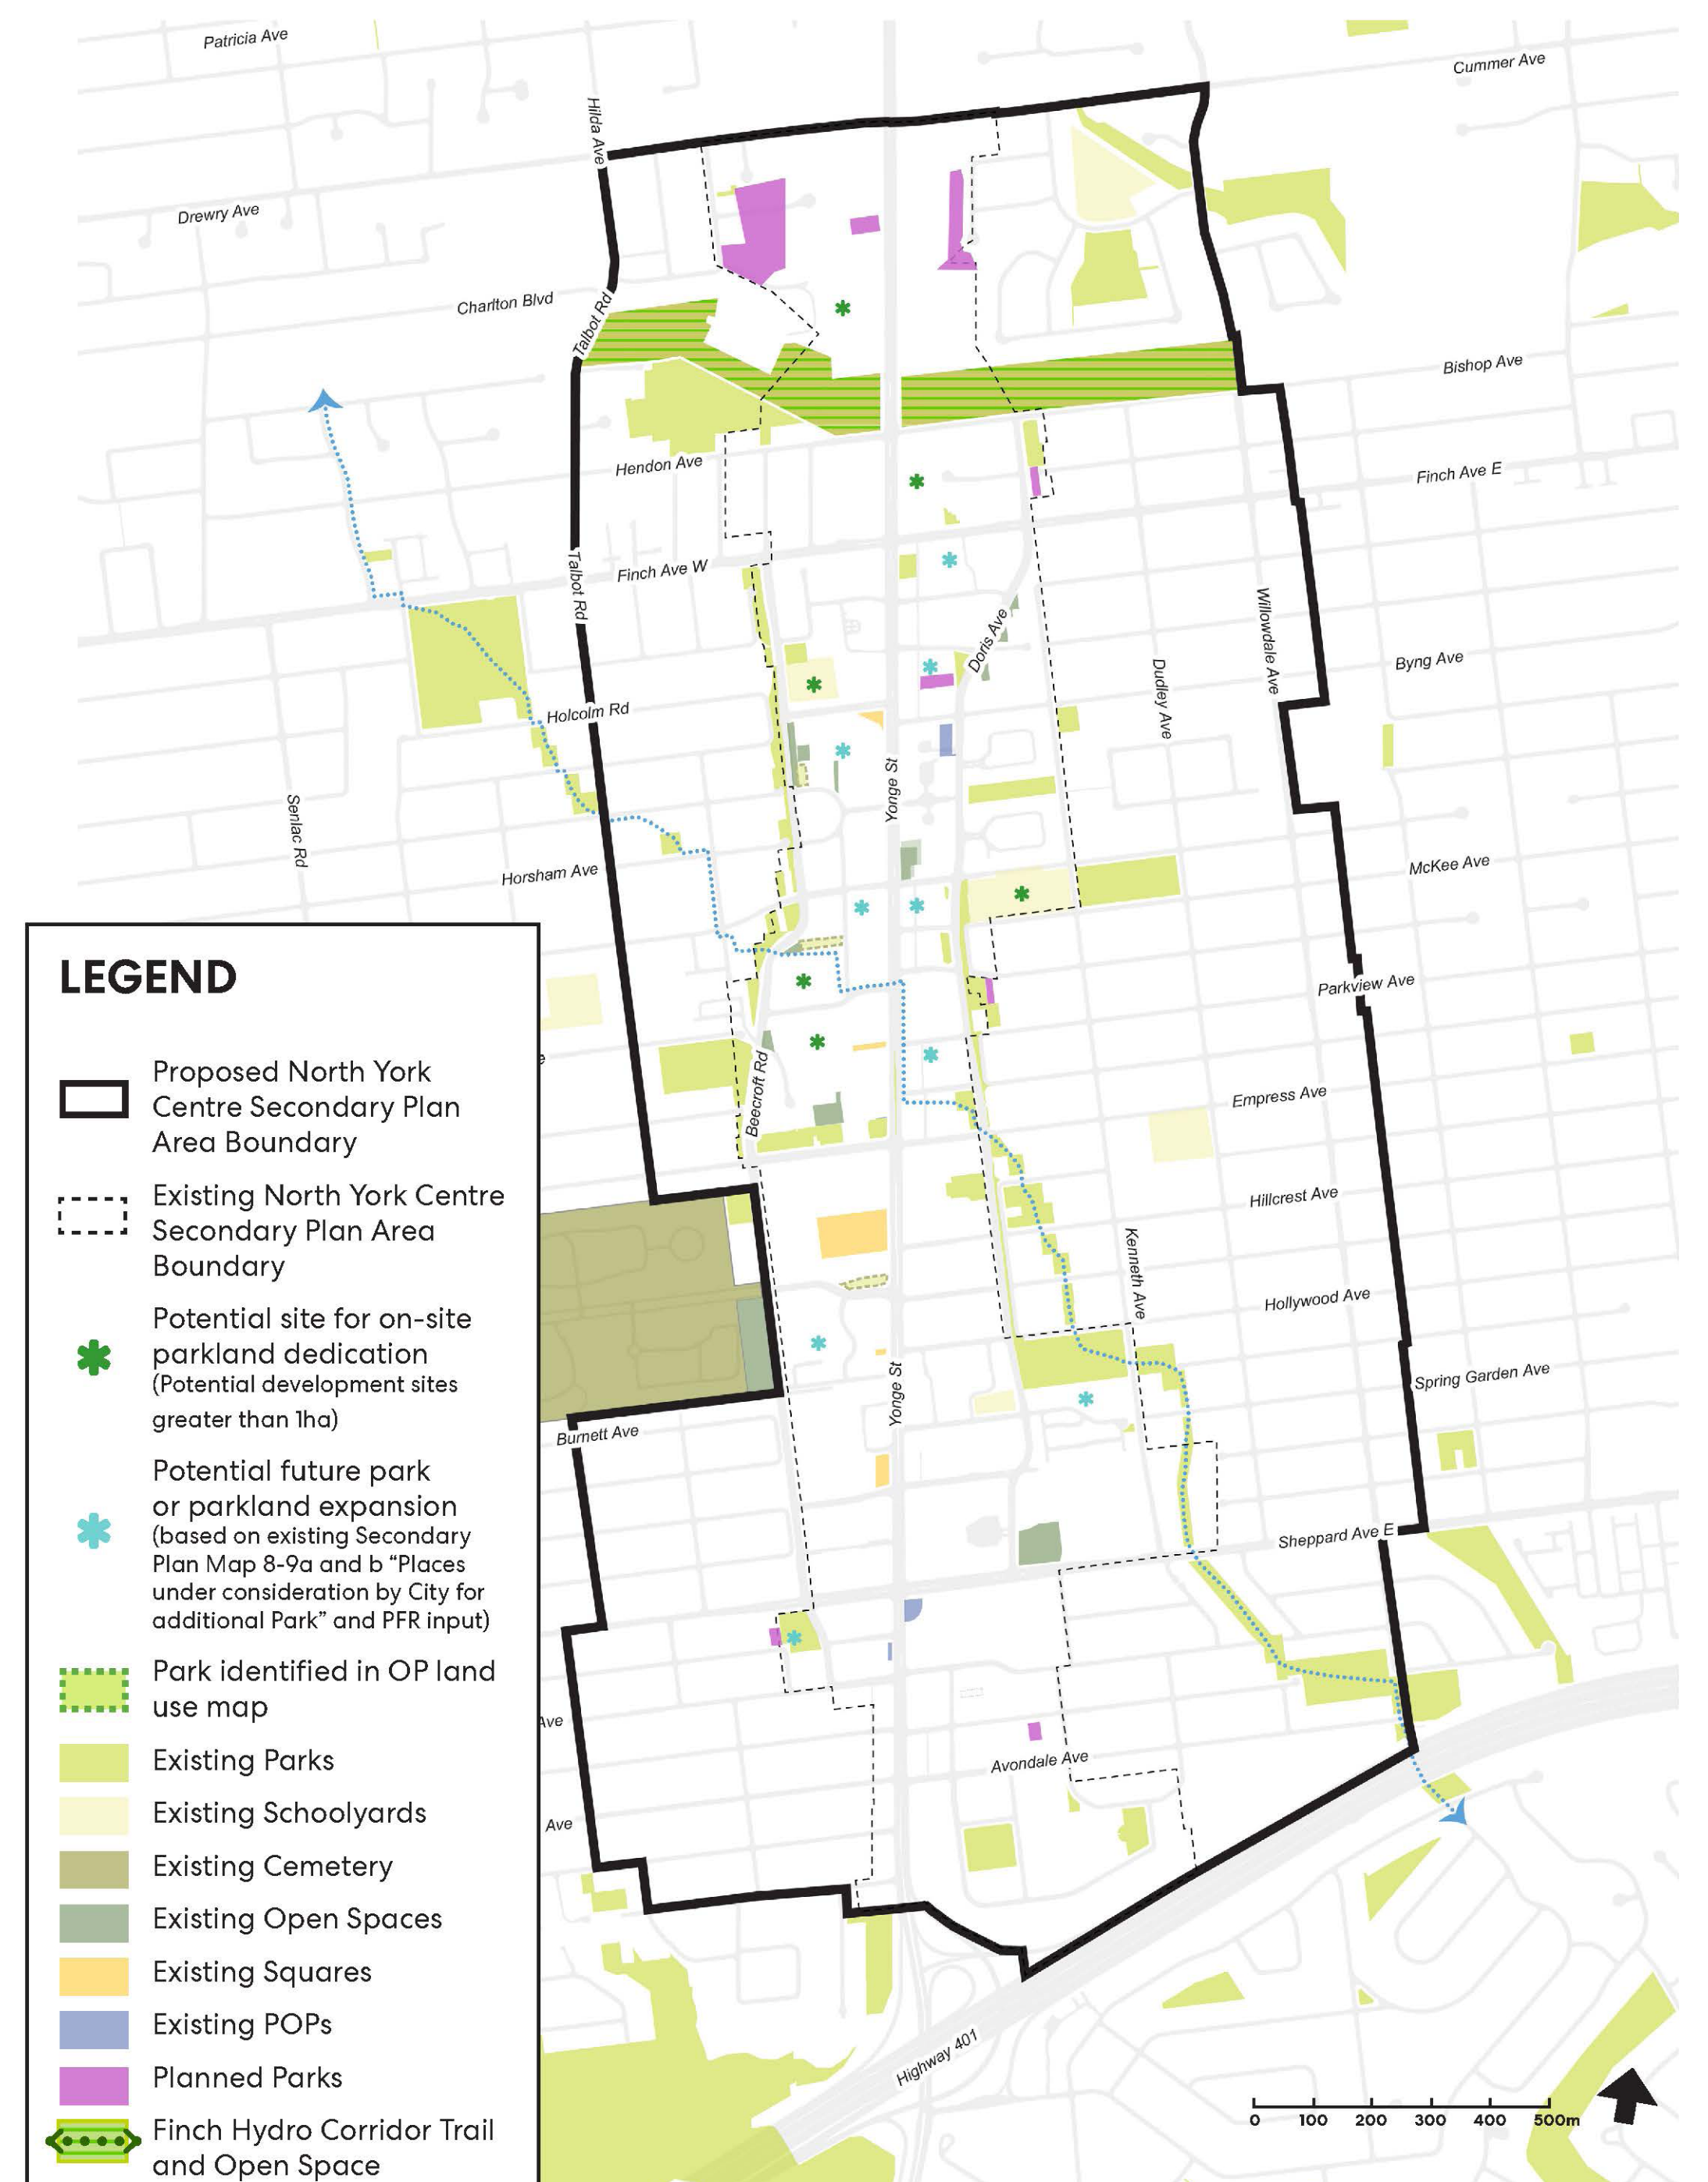 Patricia Ave
Cummer Ave
Hilda Ave
Drewry Ave
Charlton Blvd
Talbot Rd
Bishop Ave
Hendon Ave
Finch Ave E
Finch Ave W
Talbot Rd
Doris Ave
Willowdale Ave
Byng Ave
Dudley Ave
Holcolm Rd
Yonge St
Senlac Rd
Horsham Ave
McKee Ave
Parkview Ave
Beecroft Rd
Empress Ave
Hillcrest Ave
Kenneth Ave
Hollywood Ave
Yonge St
Spring Garden Ave
Burnett Ave
Sheppard Ave E
Ave
Avondale Ave
Ave
Highway 401
0 100 200 300 400 500m
LEGEND
Proposed North York
Centre Secondary Plan
Area Boundary
Existing North York Centre
Secondary Plan Area
Boundary
Potential site for on-site
parkland dedication
(Potential development sites
greater than 1ha)
Potential future park
or parkland expansion
(based on existing Secondary
Plan Map 8-9a and b “Places
under consideration by City for
additional Park” and PFR input)
Park identified in OP land
use map
Existing Parks
Existing Schoolyards
Existing Cemetery
Existing Open Spaces
Existing Squares
Existing POPs
Planned Parks
Finch Hydro Corridor Trail
and Open Space